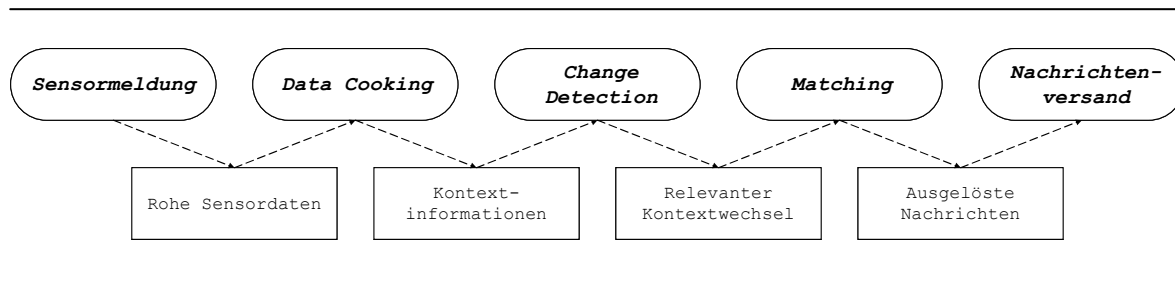 Sensormeldung
Data Cooking
Change
Detection
Matching
Nachrichten-
versand
Rohe Sensordaten
Kontext-
informationen
Relevanter
Kontextwechsel
Ausgelöste
Nachrichten